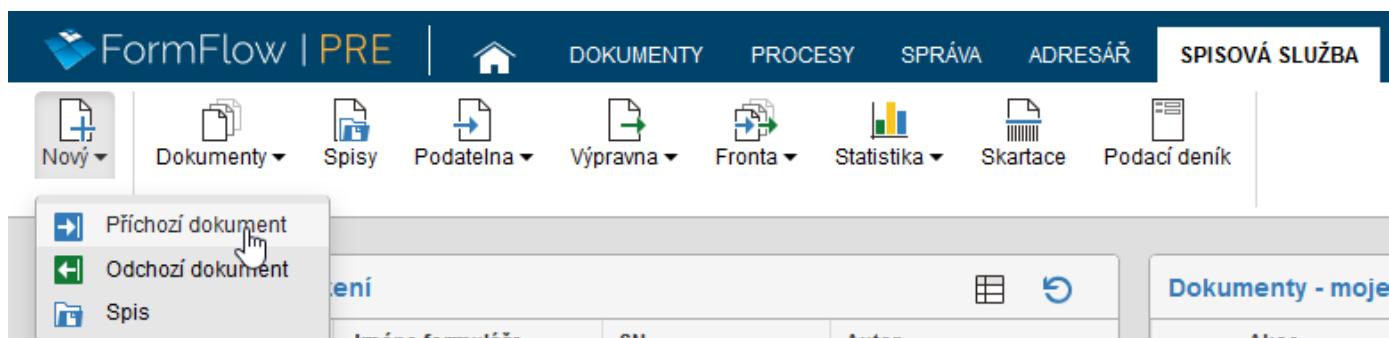 FormFlow | PRE DOKUMENTY PROCESY SPRÁVA ADRESÁŘ SPISOVÁ SLUŽBA
Nový Dokumenty Spisy Podatelna Výpravna Fronta Statistika Skartace Podací deník
Příchozí dokument
Odchozí dokument
Spis
Dokumenty - moje